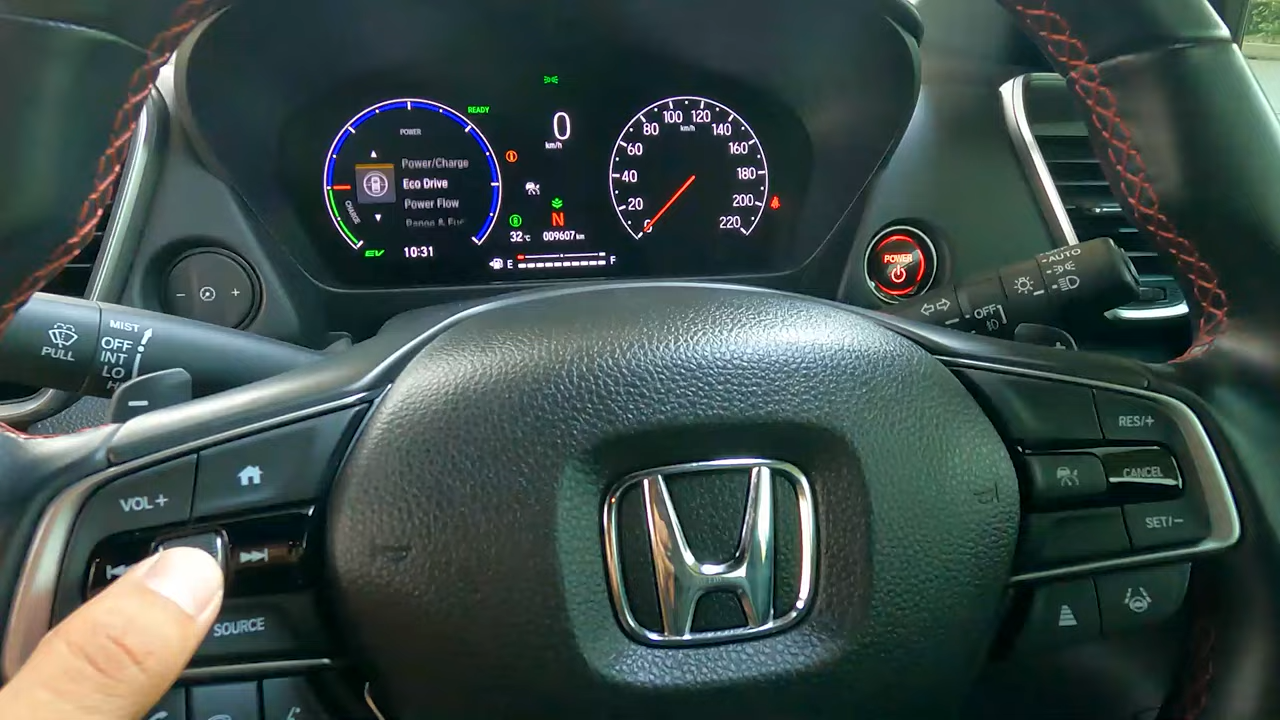 READY
POWER
Power/Charge
Eco Drive
Power Flow
CHARGE
EV
10:31
0
km/h
N
32°c
009607 km
E
F
0
20
40
60
80
100
120
140
160
180
200
220
km/h
POWER
AUTO
OFF
PULL
MIST
OFF
INT
LO
−
+
−
+
VOL+
SOURCE
RES/+
CANCEL
SET/−